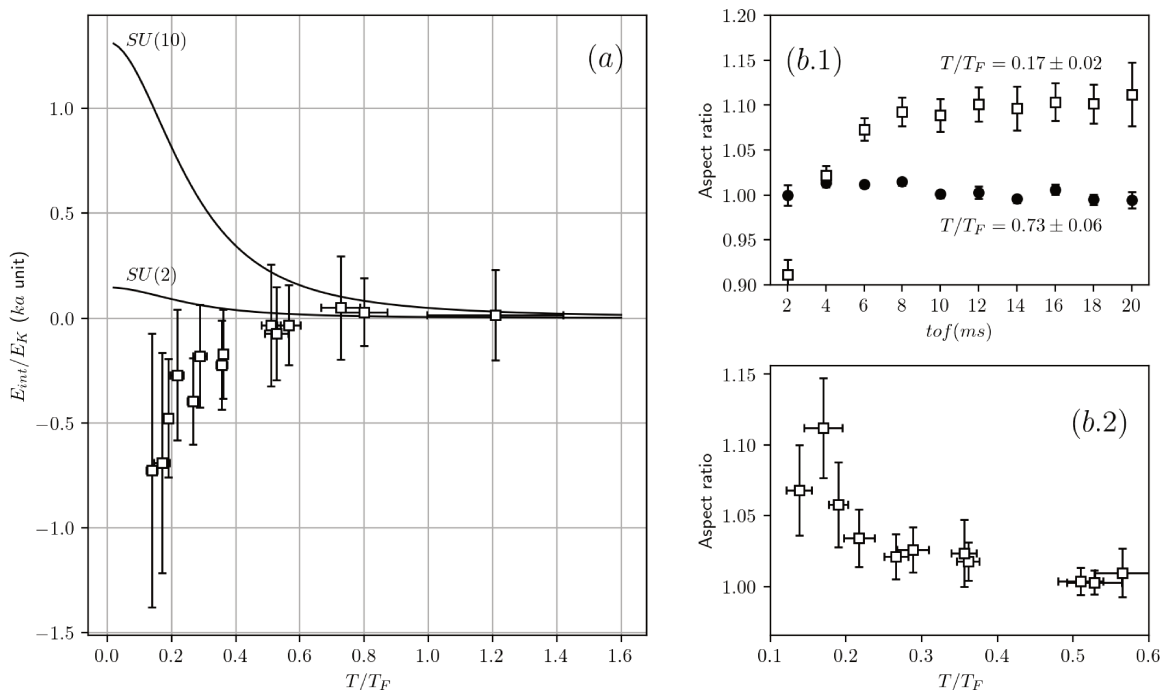 SU(10)
(a)
SU(2)
1.0
0.5
0.0
−0.5
−1.0
−1.5
E_int/E_K (ka unit)
0.0 0.2 0.4 0.6 0.8 1.0 1.2 1.4 1.6
T/T_F
(b.1)
T/T_F = 0.17 ± 0.02
T/T_F = 0.73 ± 0.06
1.20
1.15
1.10
1.05
1.00
0.95
0.90
Aspect ratio
2 4 6 8 10 12 14 16 18 20
tof(ms)
(b.2)
1.15
1.10
1.05
1.00
Aspect ratio
0.1 0.2 0.3 0.4 0.5 0.6
T/T_F